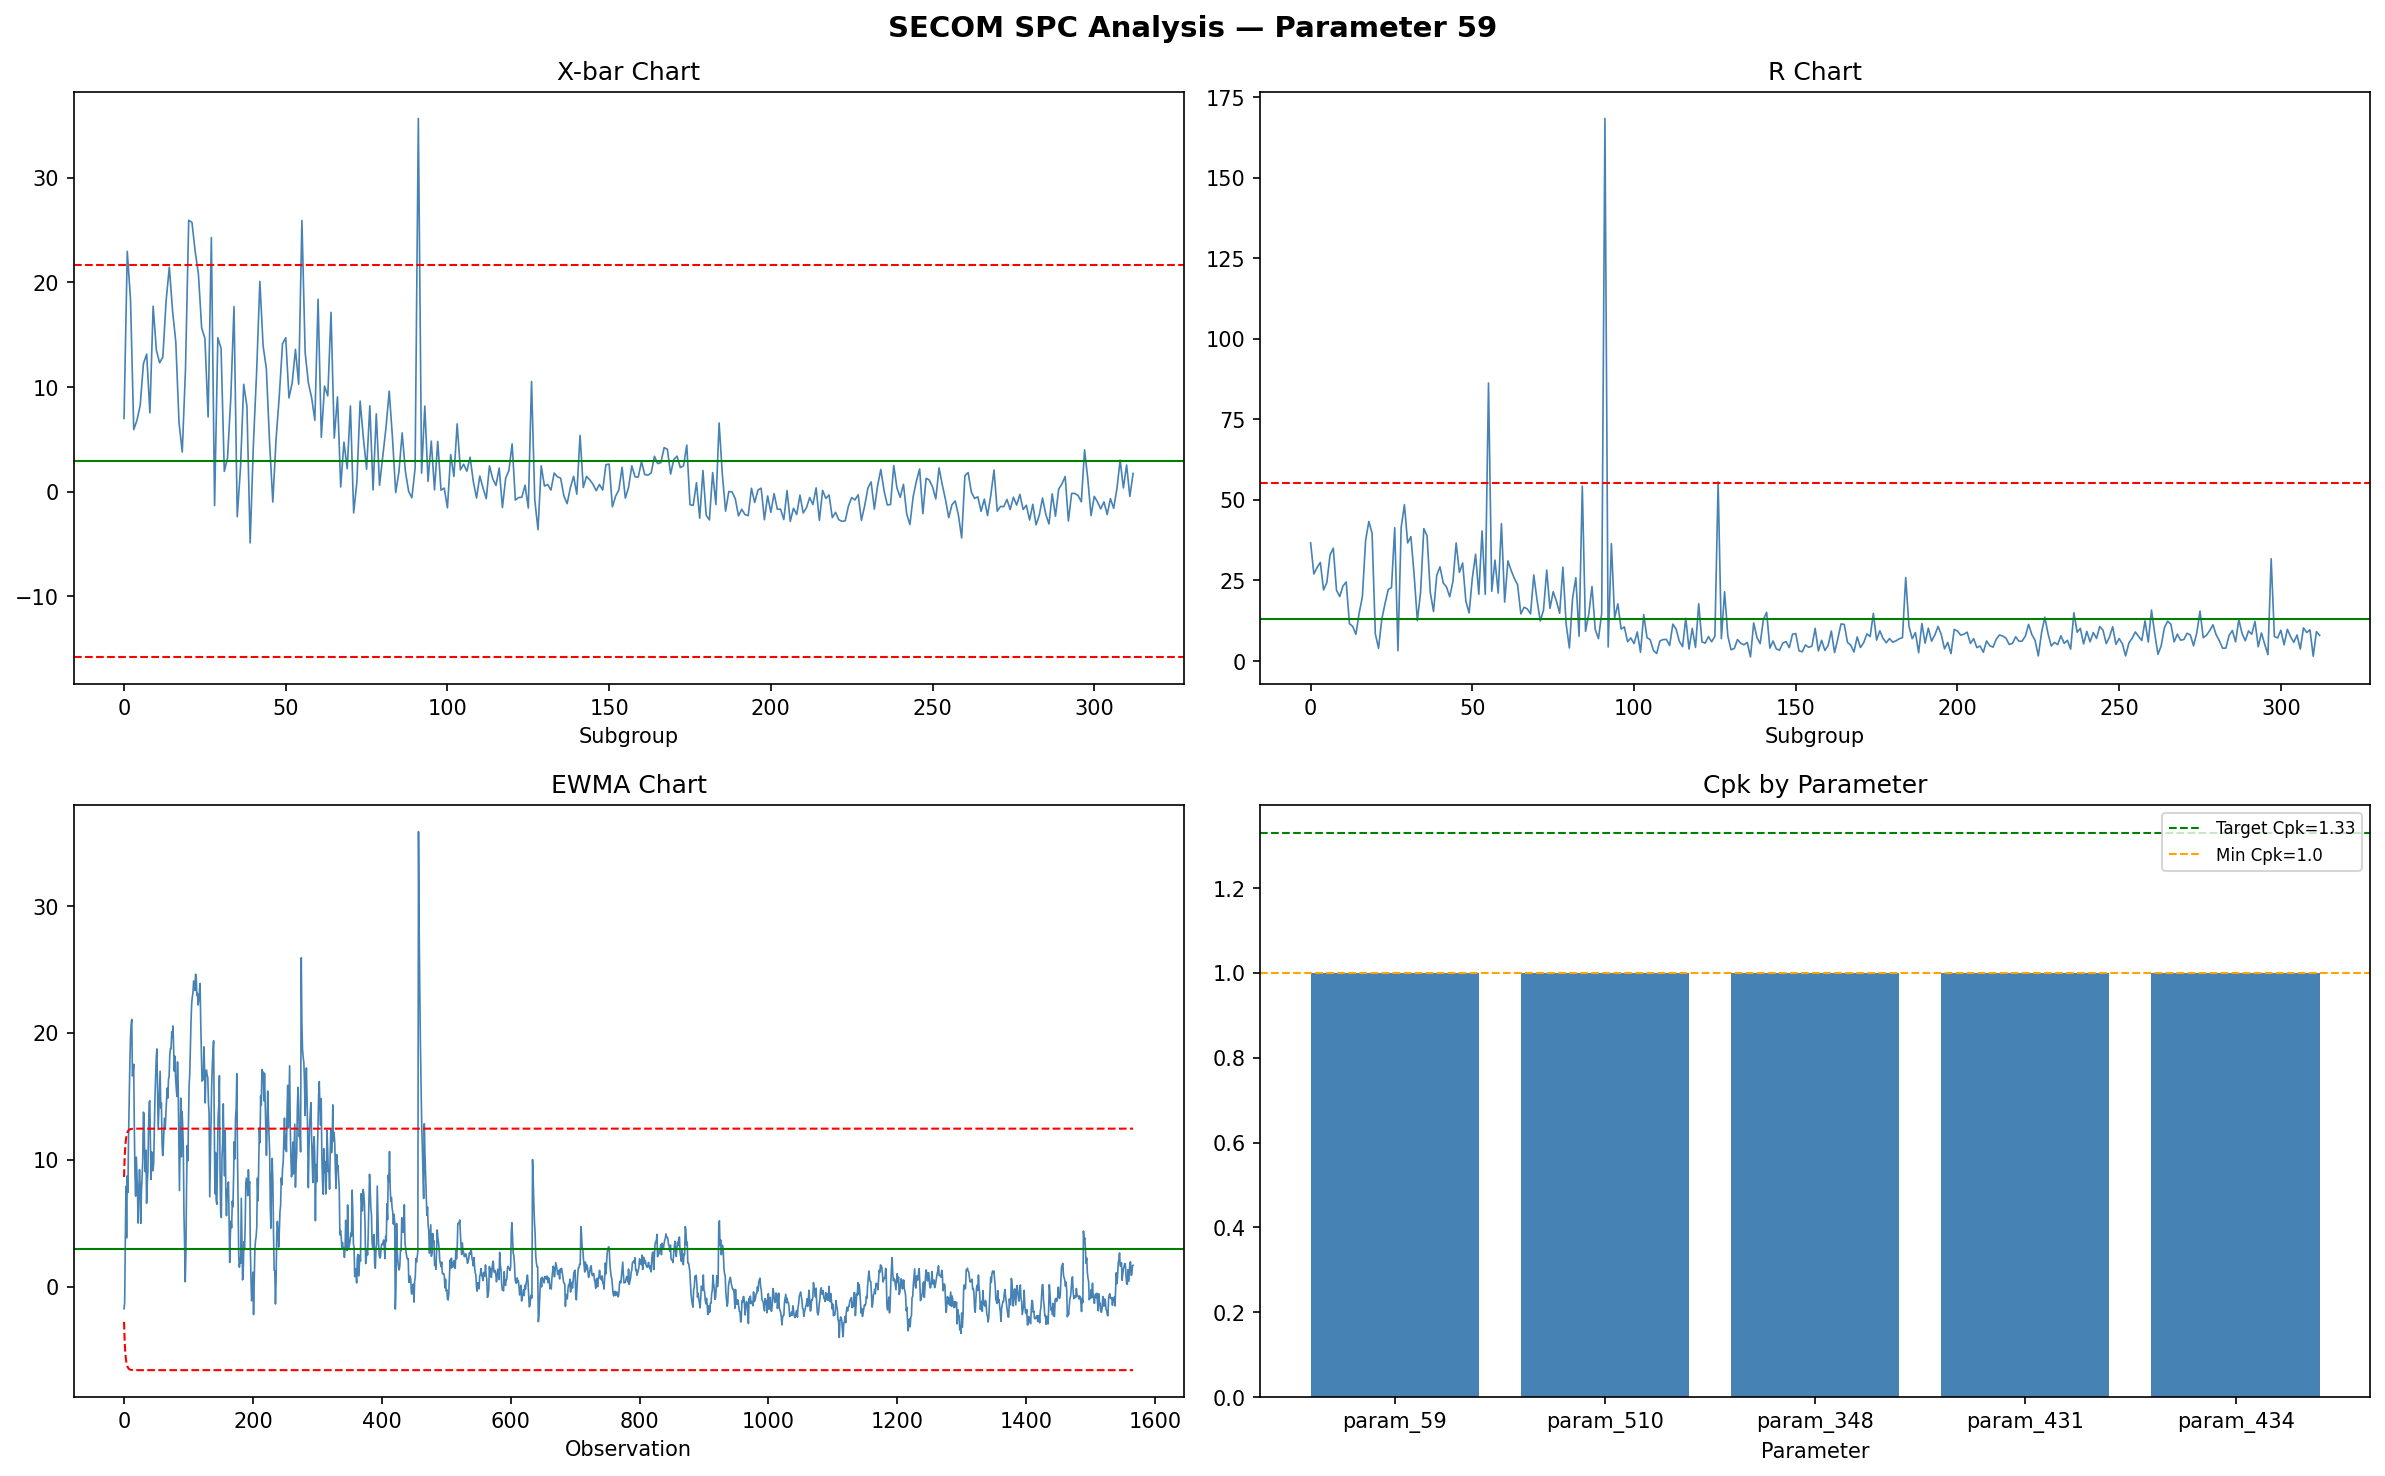 SECOM SPC Analysis — Parameter 59
X-bar Chart
30
20
10
0
−10
0 50 100 150 200 250 300
Subgroup
R Chart
175
150
125
100
75
50
25
0
0 50 100 150 200 250 300
Subgroup
EWMA Chart
30
20
10
0
0 200 400 600 800 1000 1200 1400 1600
Observation
Cpk by Parameter
Target Cpk=1.33
Min Cpk=1.0
1.2
1.0
0.8
0.6
0.4
0.2
0.0
param_59 param_510 param_348 param_431 param_434
Parameter